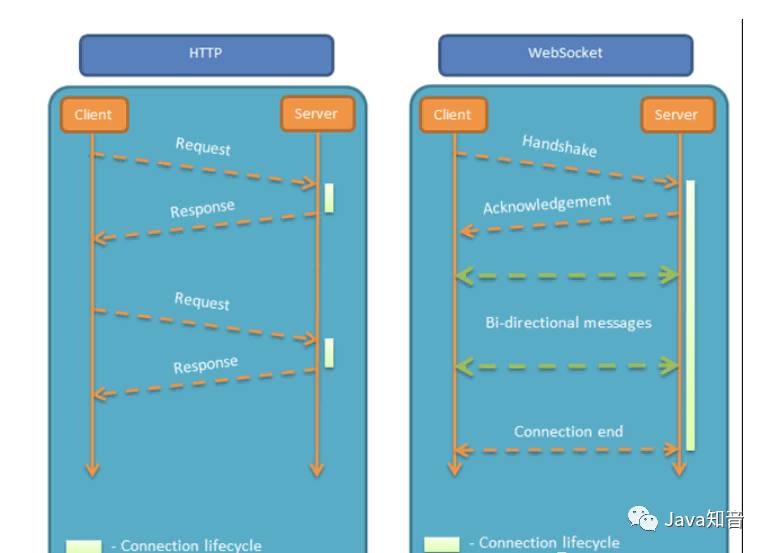 HTTP
Client
Server
Request
Response
Request
Response
- Connection lifecycle
WebSocket
Client
Server
Handshake
Acknowledgement
Bi-directional messages
Connection end
- Connection lifecycle
Java知音